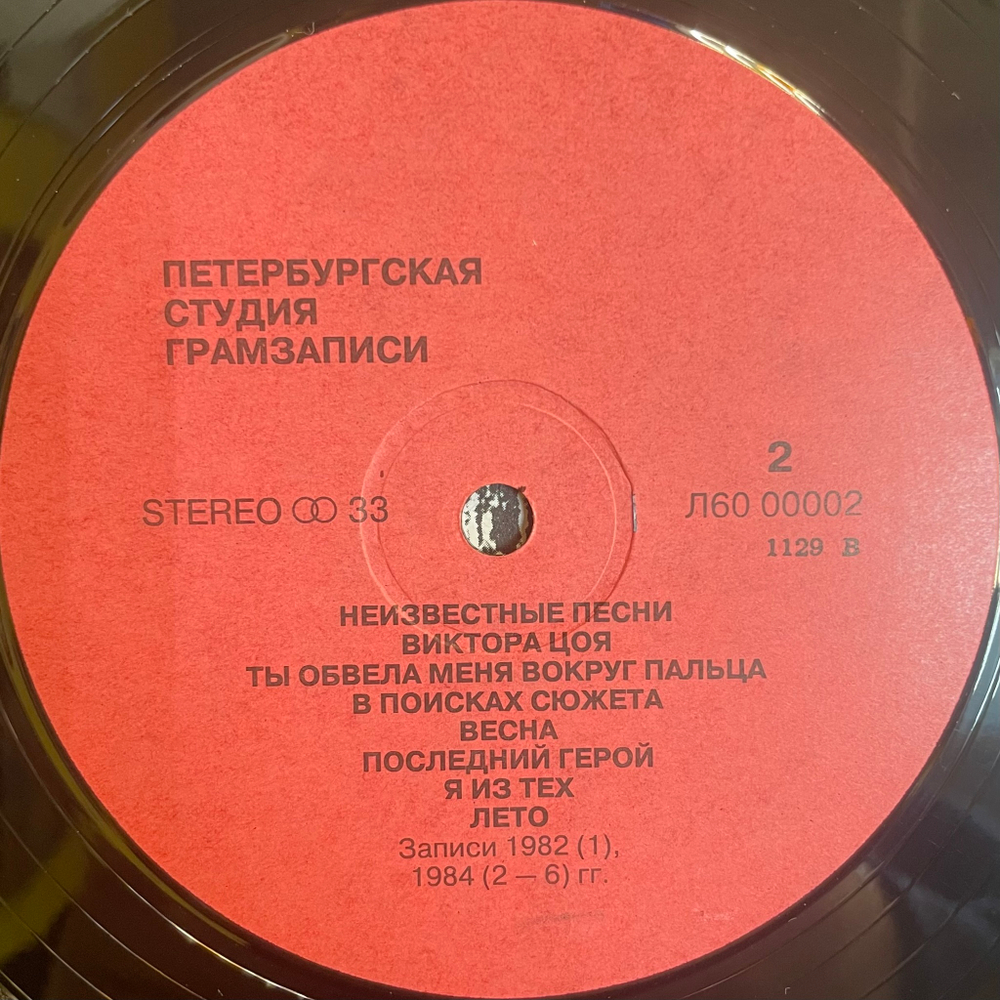 ПЕТЕРБУРГСКАЯ
СТУДИЯ
ГРАМЗАПИСИ
2
STEREO 33
Л60 00002
1129 В
НЕИЗВЕСТНЫЕ ПЕСНИ
ВИКТОРА ЦОЯ
ТЫ ОБВЕЛА МЕНЯ ВОКРУГ ПАЛЬЦА
В ПОИСКАХ СЮЖЕТА
ВЕСНА
ПОСЛЕДНИЙ ГЕРОЙ
Я ИЗ ТЕХ
ЛЕТО
Записи 1982 (1),
1984 (2 — 6) гг.